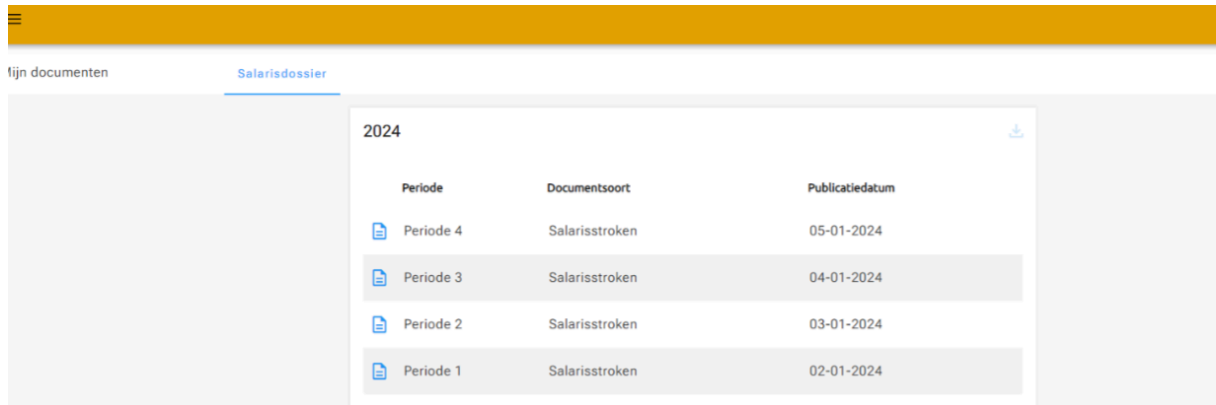 Mijn documenten Salarisdossier
2024
Periode Documentsoort Publicatiedatum
Periode 4 Salarisstroken 05-01-2024
Periode 3 Salarisstroken 04-01-2024
Periode 2 Salarisstroken 03-01-2024
Periode 1 Salarisstroken 02-01-2024